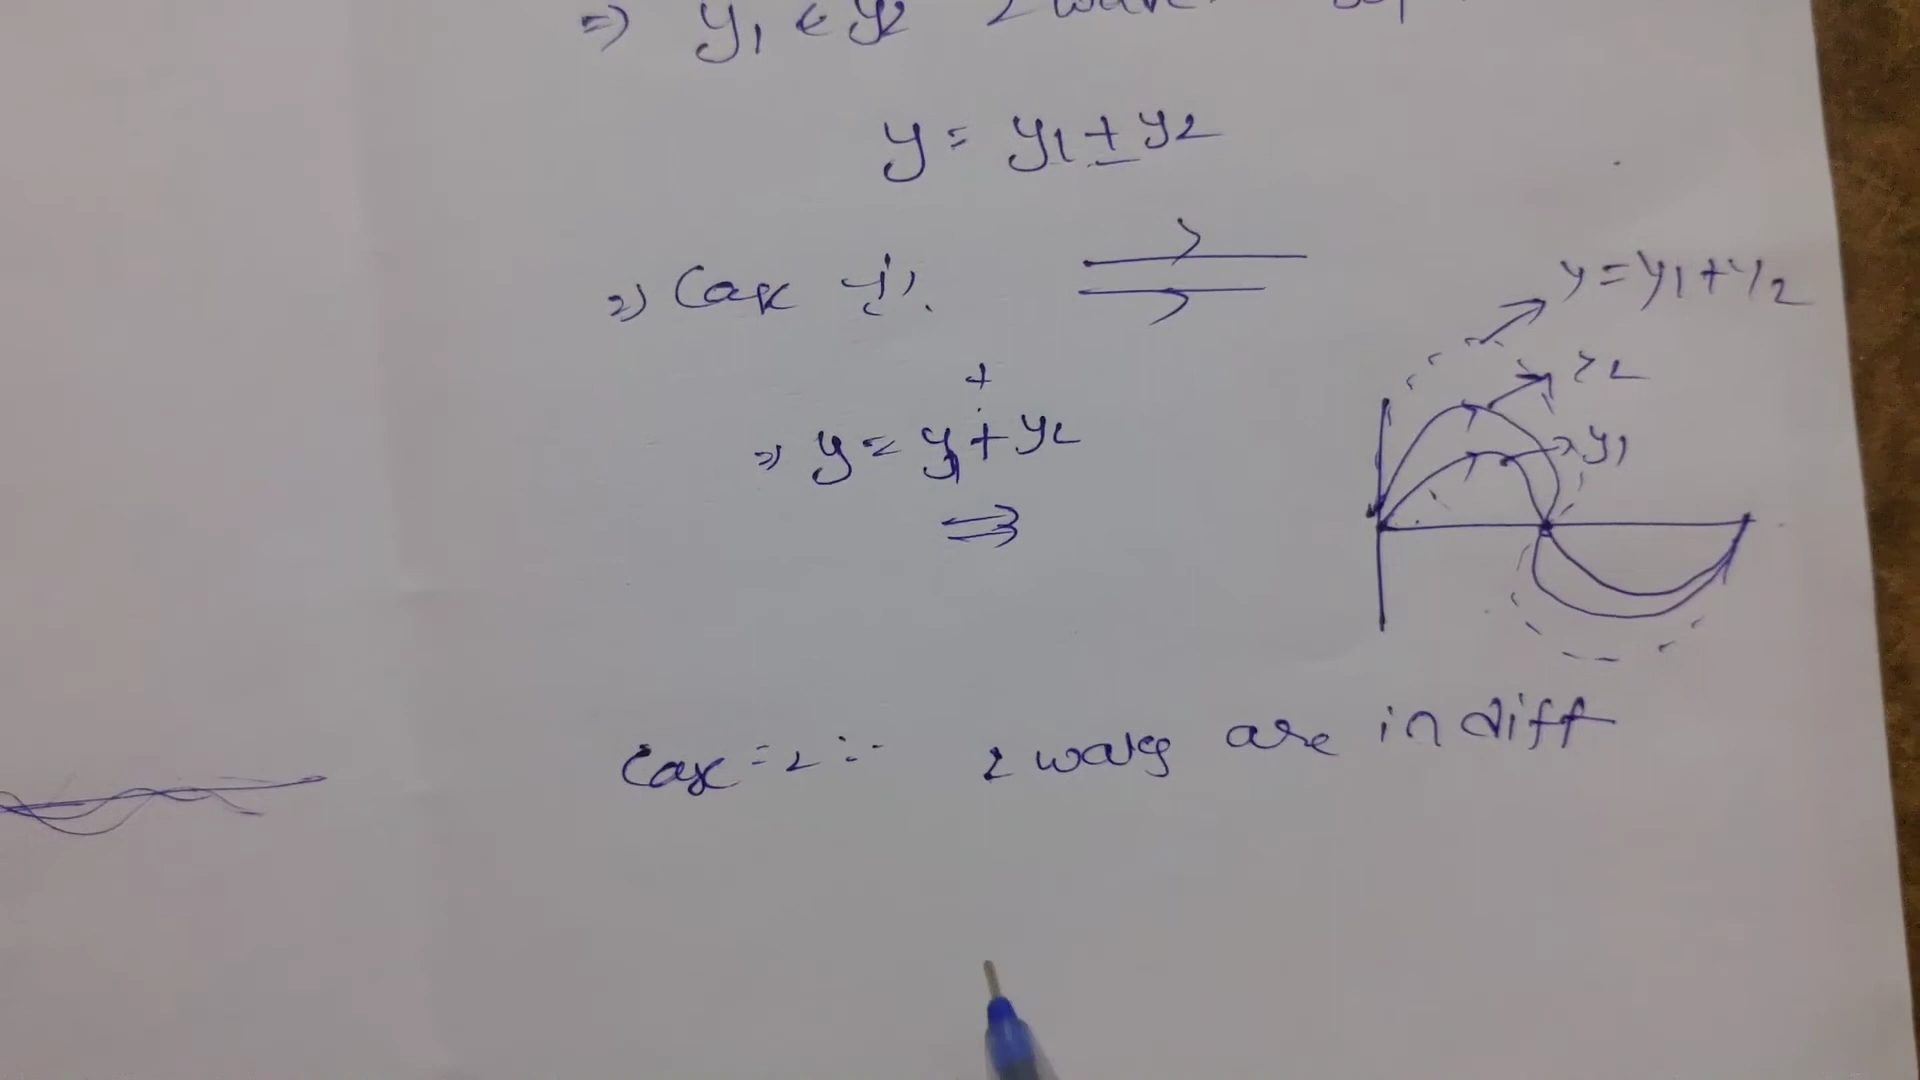 ⇒ y₁ & y₂ 2 wave
y = y₁ ± y₂
⇒ Case -1).
y = y₁ + y₂
y₂
+
⇒ y = y₁ + y₂
y₁
Case = 2 :- 2 waves are in diff